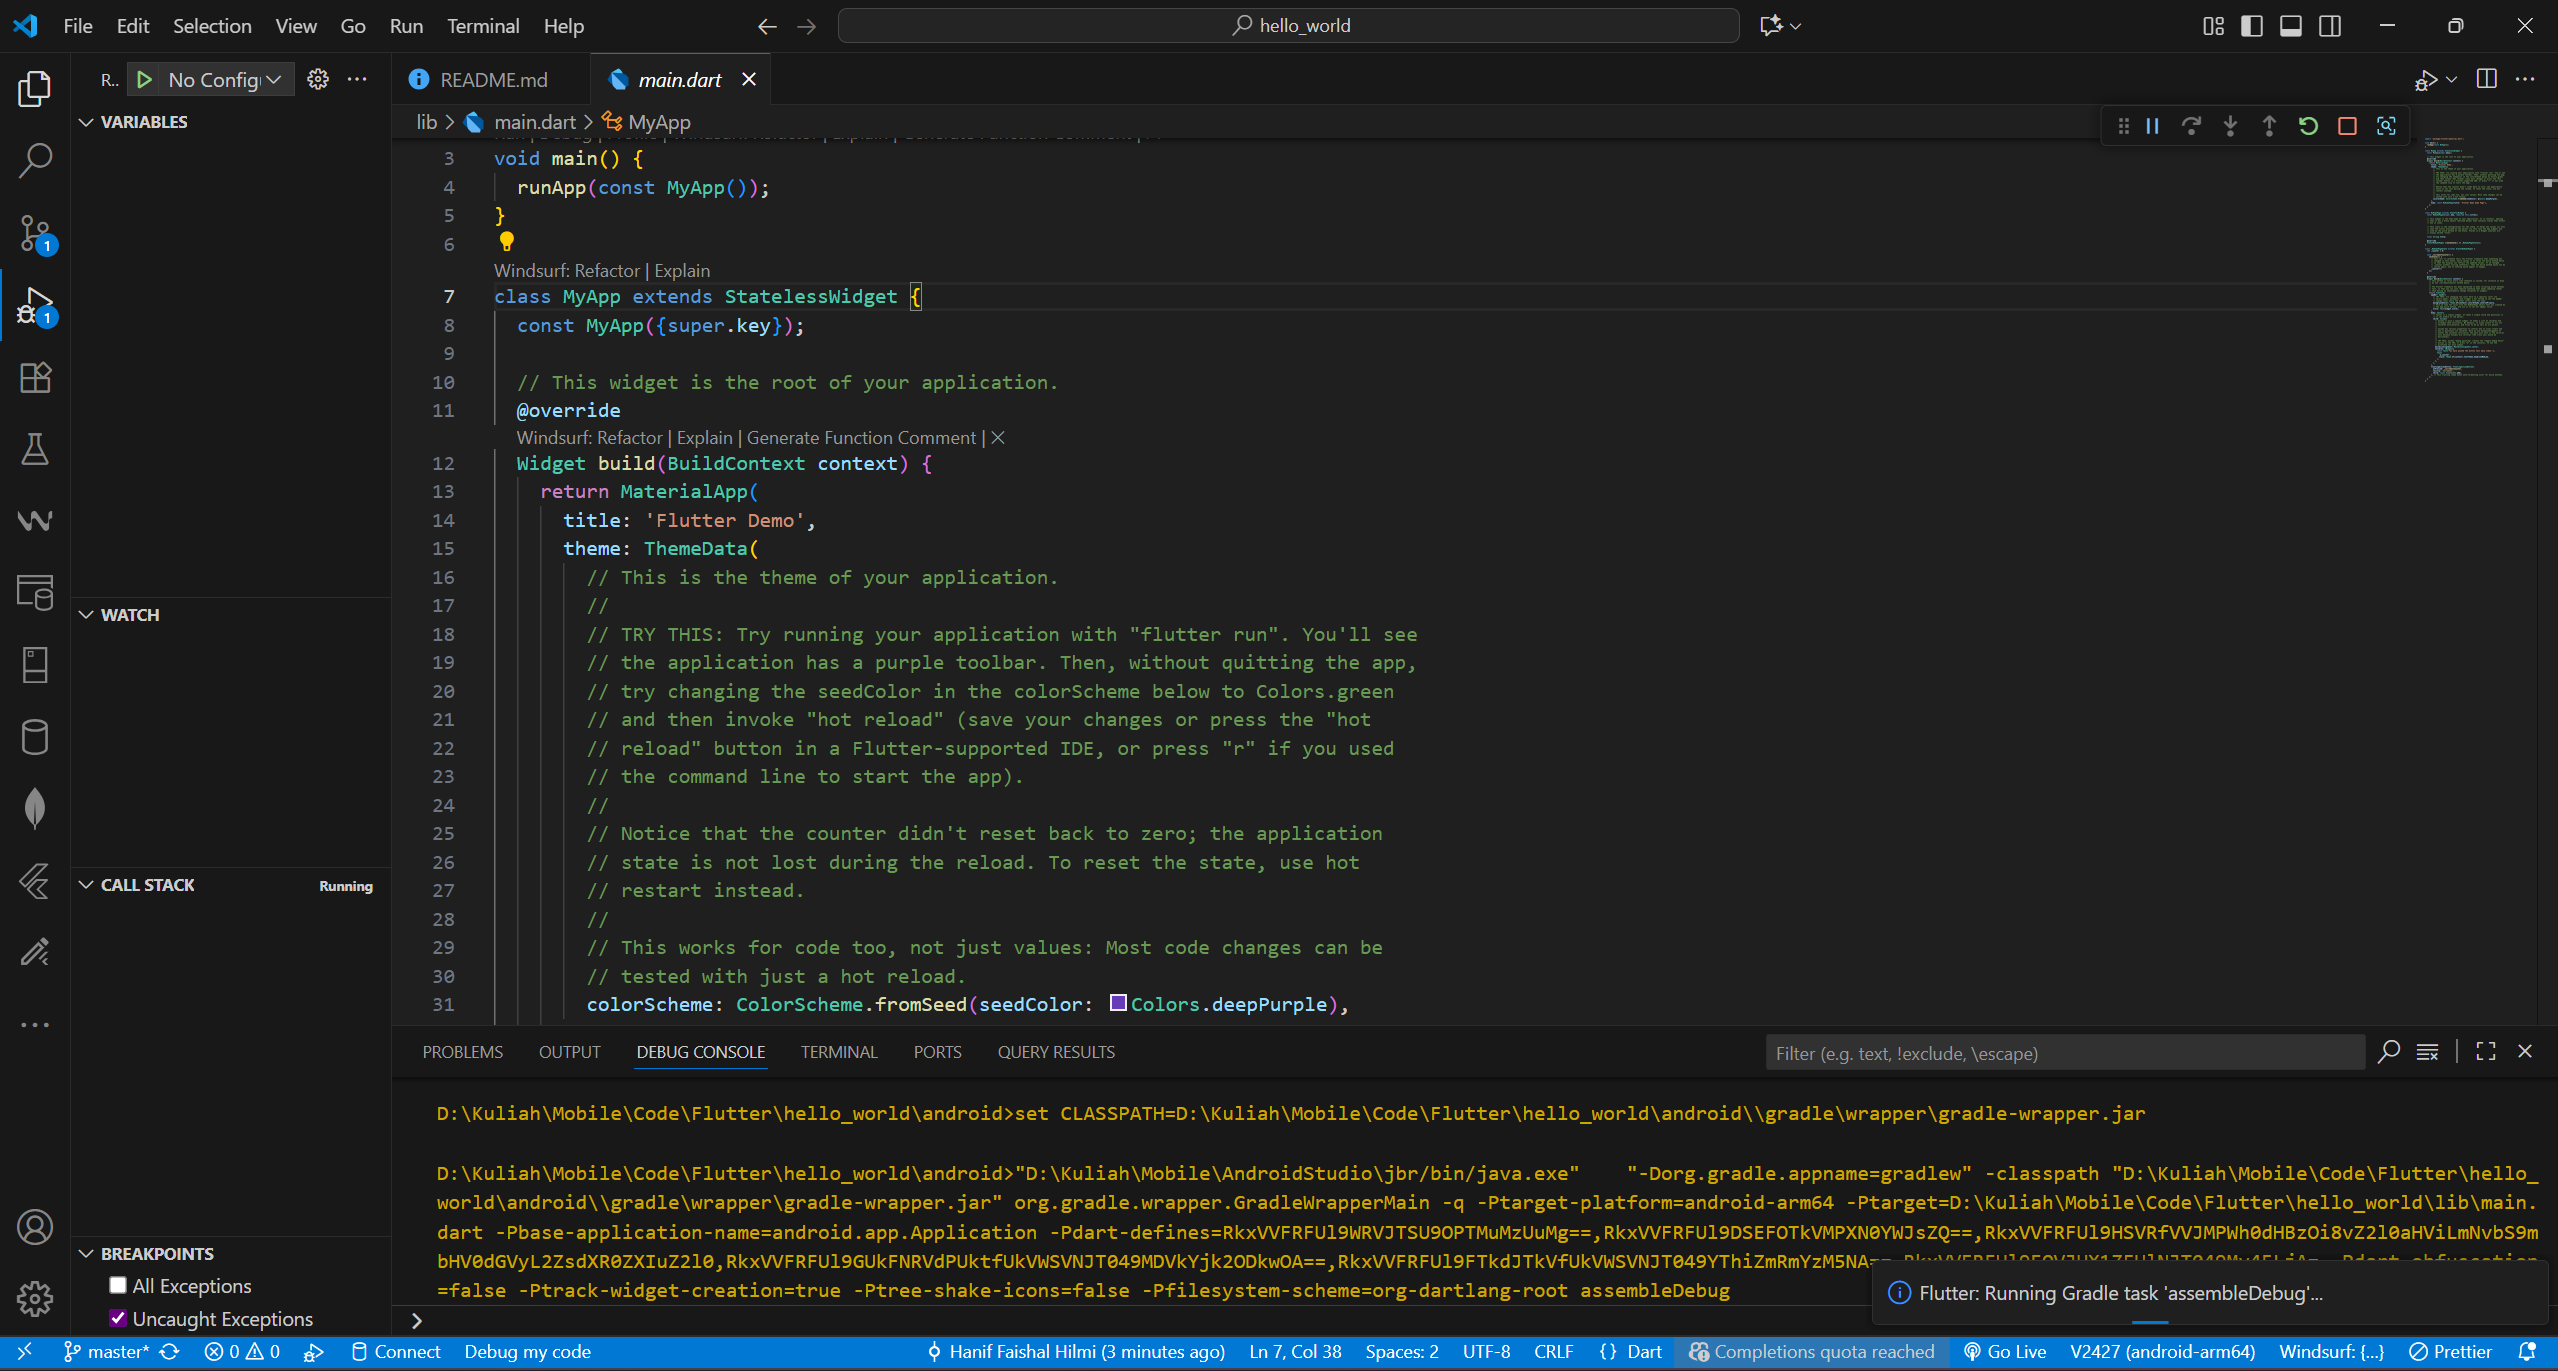 File Edit Selection View Go Run Terminal Help
hello_world
R.. No Config
README.md
main.dart
lib > main.dart > MyApp
VARIABLES
3 void main() {
4 runApp(const MyApp());
5 }
6
Windsurf: Refactor | Explain
7 class MyApp extends StatelessWidget {
8 const MyApp({super.key});
9
10 // This widget is the root of your application.
11 @override
Windsurf: Refactor | Explain | Generate Function Comment | X
12 Widget build(BuildContext context) {
13 return MaterialApp(
14 title: 'Flutter Demo',
15 theme: ThemeData(
16 // This is the theme of your application.
17 //
18 // TRY THIS: Try running your application with "flutter run". You'll see
19 // the application has a purple toolbar. Then, without quitting the app,
20 // try changing the seedColor in the colorScheme below to Colors.green
21 // and then invoke "hot reload" (save your changes or press the "hot
22 // reload" button in a Flutter-supported IDE, or press "r" if you used
23 // the command line to start the app).
24 //
25 // Notice that the counter didn't reset back to zero; the application
26 // state is not lost during the reload. To reset the state, use hot
27 // restart instead.
28 //
29 // This works for code too, not just values: Most code changes can be
30 // tested with just a hot reload.
31 colorScheme: ColorScheme.fromSeed(seedColor: Colors.deepPurple),
WATCH
CALL STACK Running
BREAKPOINTS
All Exceptions
Uncaught Exceptions
1
1
PROBLEMS OUTPUT DEBUG CONSOLE TERMINAL PORTS QUERY RESULTS
Filter (e.g. text, !exclude, \escape)
D:\Kuliah\Mobile\Code\Flutter\hello_world\android>set CLASSPATH=D:\Kuliah\Mobile\Code\Flutter\hello_world\android\\gradle\wrapper\gradle-wrapper.jar
D:\Kuliah\Mobile\Code\Flutter\hello_world\android>"D:\Kuliah\Mobile\AndroidStudio\jbr/bin/java.exe" "-Dorg.gradle.appname=gradlew" -classpath "D:\Kuliah\Mobile\Code\Flutter\hello_
world\android\\gradle\wrapper\gradle-wrapper.jar" org.gradle.wrapper.GradleWrapperMain -q -Ptarget-platform=android-arm64 -Ptarget=D:\Kuliah\Mobile\Code\Flutter\hello_world\lib\main.
dart -Pbase-application-name=android.app.Application -Pdart-defines=RkxVVFRFUl9WRVJTSU9OPTMuMzUuMg==,RkxVVFRFUl9DSEFOTkVMPXN0YWJsZQ==,RkxVVFRFUl9HSVRfVVJMPWh0dHBzOi8vZ2l0aHViLmNvbS9m
bHV0dGVyL2ZsdXR0ZXIuZ2l0,RkxVVFRFUl9GUkFNRVdPUktfUkVWSVNJT049MDVkYjk2ODkwOA==,RkxVVFRFUl9FTkdJTkVfUkVWSVNJT049YThiZmRmYzM5NA==
=false -Ptrack-widget-creation=true -Ptree-shake-icons=false -Pfilesystem-scheme=org-dartlang-root assembleDebug
Flutter: Running Gradle task 'assembleDebug'...
>
master* 0 0 Connect Debug my code Hanif Faishal Hilmi (3 minutes ago) Ln 7, Col 38 Spaces: 2 UTF-8 CRLF {} Dart Completions quota reached Go Live V2427 (android-arm64) Windsurf: {...} Prettier